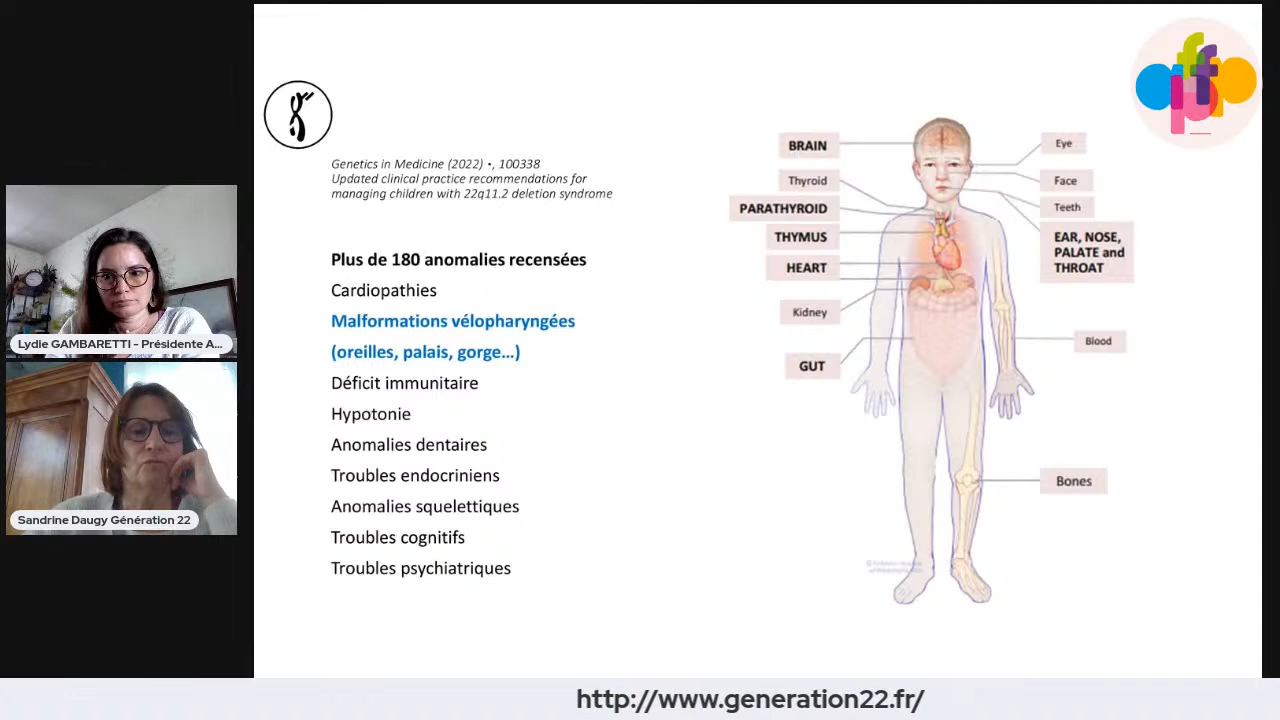 Genetics in Medicine (2022) •, 100338
Updated clinical practice recommendations for
managing children with 22q11.2 deletion syndrome
Plus de 180 anomalies recensées
Cardiopathies
Malformations vélopharyngées
(oreilles, palais, gorge…)
Déficit immunitaire
Hypotonie
Anomalies dentaires
Troubles endocriniens
Anomalies squelettiques
Troubles cognitifs
Troubles psychiatriques
BRAIN
Thyroid
PARATHYROID
THYMUS
HEART
Kidney
GUT
Eye
Face
Teeth
EAR, NOSE,
PALATE and
THROAT
Blood
Bones
Lydie GAMBARETTI - Présidente A...
Sandrine Daugy Génération 22
http://www.generation22.fr/